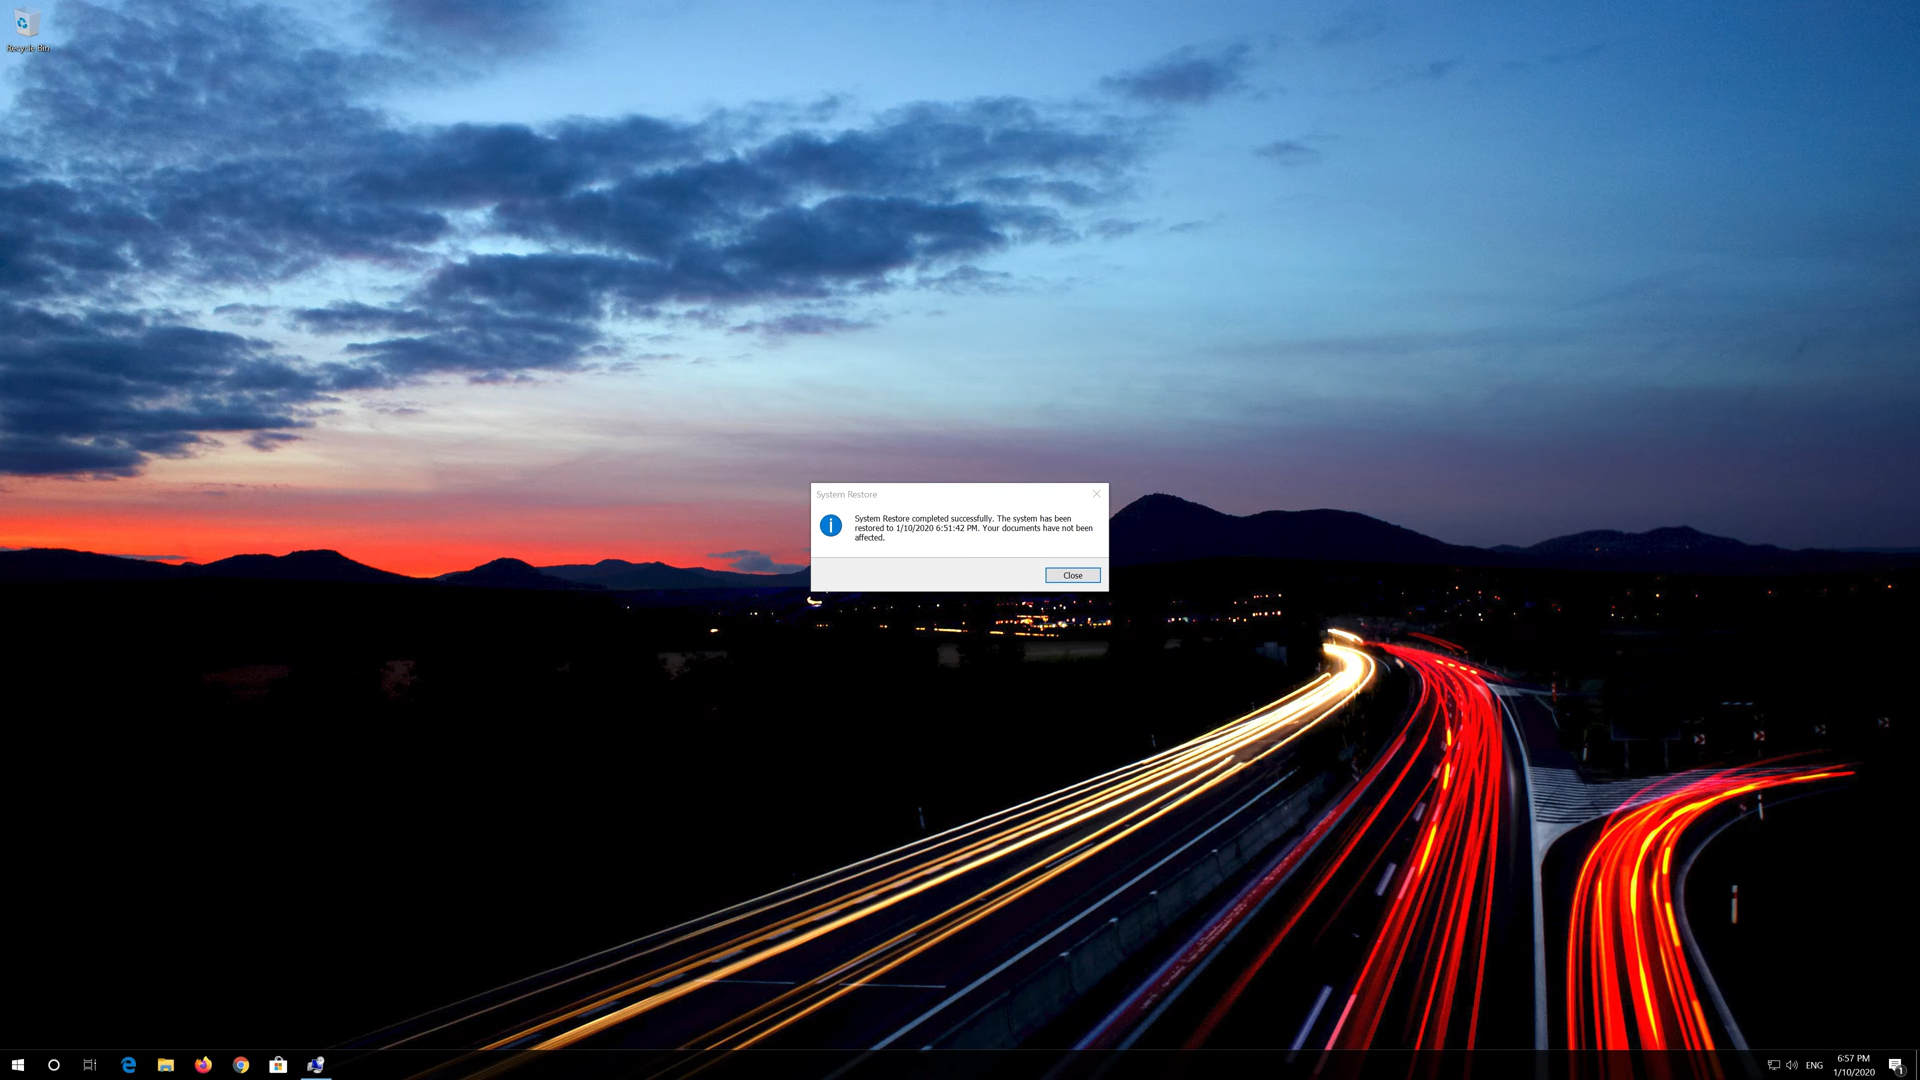 Recycle Bin
System Restore
System Restore completed successfully. The system has been
restored to 1/10/2020 6:51:42 PM. Your documents have not been
affected.
Close
ENG
6:57 PM
1/10/2020
1